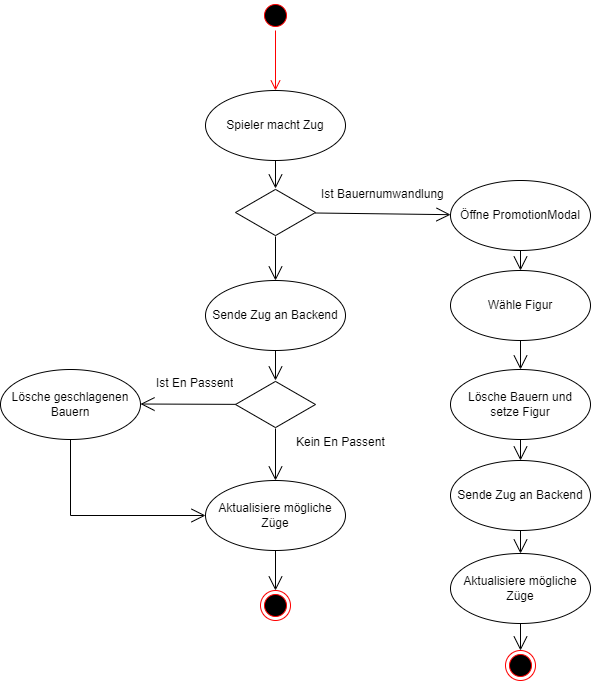 Spieler macht Zug
Ist Bauernumwandlung
Öffne PromotionModal
Sende Zug an Backend
Wähle Figur
Ist En Passent
Lösche geschlagenen
Bauern
Kein En Passent
Lösche Bauern und
setze Figur
Aktualisiere mögliche
Züge
Sende Zug an Backend
Aktualisiere mögliche
Züge